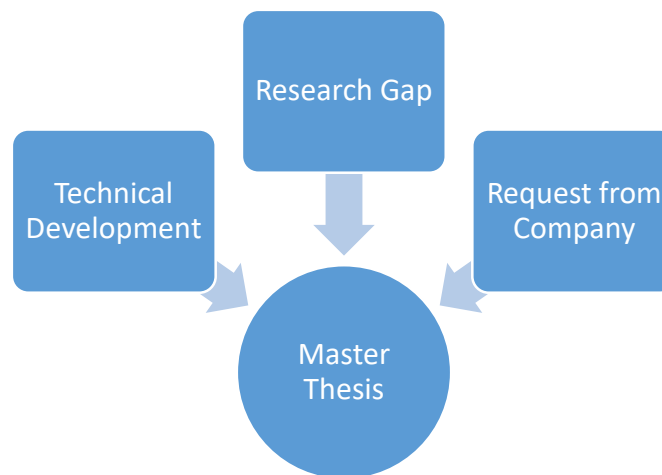 Research Gap
Technical
Development
Request from
Company
Master
Thesis